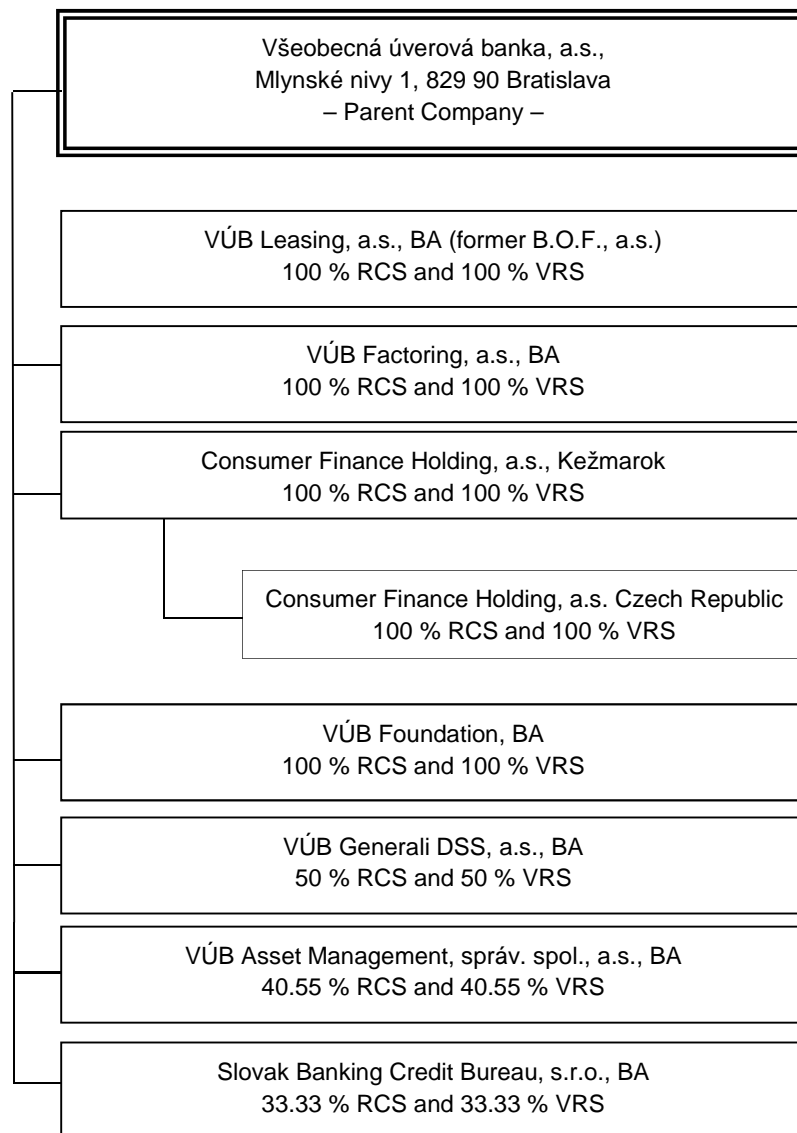 Všeobecná úverová banka, a.s.,
Mlynské nivy 1, 829 90 Bratislava
– Parent Company –
VÚB Leasing, a.s., BA (former B.O.F., a.s.)
100 % RCS and 100 % VRS
VÚB Factoring, a.s., BA
100 % RCS and 100 % VRS
Consumer Finance Holding, a.s., Kežmarok
100 % RCS and 100 % VRS
Consumer Finance Holding, a.s. Czech Republic
100 % RCS and 100 % VRS
VÚB Foundation, BA
100 % RCS and 100 % VRS
VÚB Generali DSS, a.s., BA
50 % RCS and 50 % VRS
VÚB Asset Management, správ. spol., a.s., BA
40.55 % RCS and 40.55 % VRS
Slovak Banking Credit Bureau, s.r.o., BA
33.33 % RCS and 33.33 % VRS